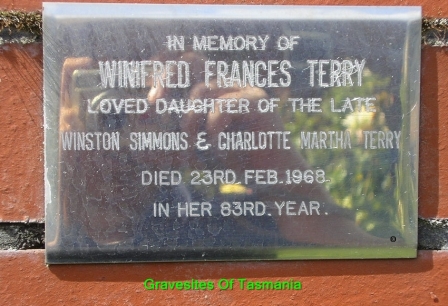 IN MEMORY OF
WINIFRED FRANCES TERRY
LOVED DAUGHTER OF THE LATE
WINSTON SIMMONS & CHARLOTTE MARTHA TERRY
DIED 23RD. FEB. 1968.
IN HER 83RD. YEAR.
Gravesites Of Tasmania